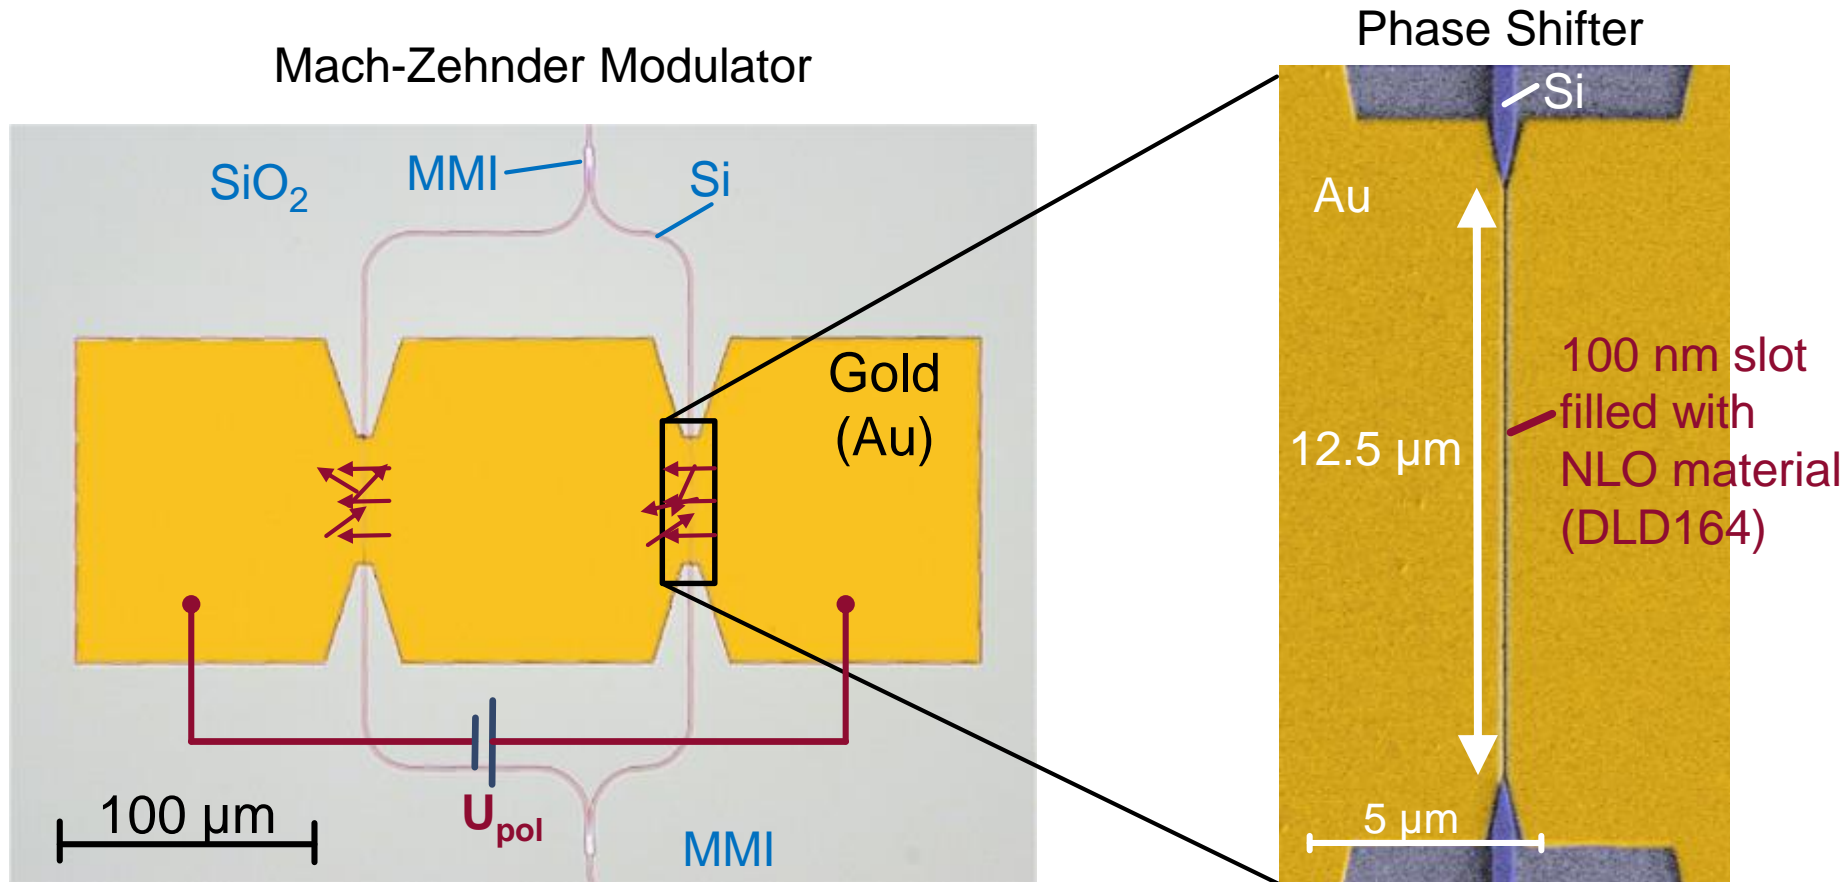 Mach-Zehnder Modulator
SiO2
MMI
Si
Gold
(Au)
100 μm
Upol
MMI
Phase Shifter
Si
Au
12.5 μm
100 nm slot
filled with
NLO material
(DLD164)
5 μm